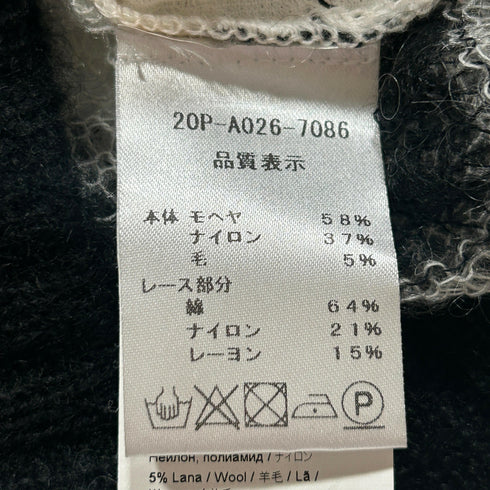 20P-A026-7086
品質表示
本体 モヘヤ 58%
ナイロン 37%
毛 5%
レース部分
綿 64%
ナイロン 21%
レーヨン 15%
P
Нейлон, полиамид / ナイロン
5% Lana / Wool / 羊毛 / Lã /